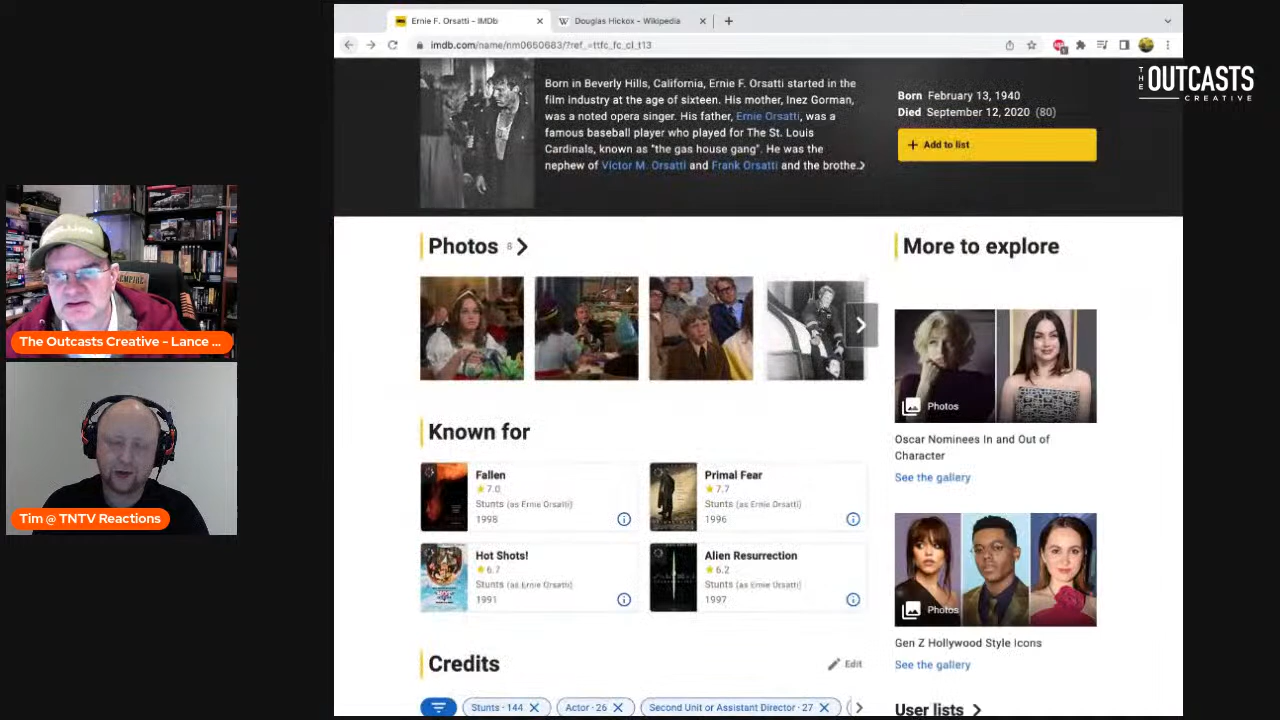 Ernie F. Orsatti - IMDb
Douglas Hickox - Wikipedia
imdb.com/name/nm0650683/?ref_=ttfc_fc_cl_t13
THE OUTCASTS
CREATIVE
Born in Beverly Hills, California, Ernie F. Orsatti started in the
film industry at the age of sixteen. His mother, Inez Gorman,
was a noted opera singer. His father, Ernie Orsatti, was a
famous baseball player who played for The St. Louis
Cardinals, known as "the gas house gang". He was the
nephew of Victor M. Orsatti and Frank Orsatti and the brothe..
Born February 13, 1940
Died September 12, 2020 (80)
+ Add to list
Photos 8
More to explore
The Outcasts Creative - Lance ...
Photos
Oscar Nominees In and Out of
Character
See the gallery
Known for
Fallen
7.0
Stunts (as Ernie Orsatti)
1998
Primal Fear
7.7
Stunts (as Ernie Orsatti)
1996
Hot Shots!
6.7
Stunts (as Ernie Orsatti)
1991
Alien Resurrection
6.2
Stunts (as Ernie Orsatti)
1997
Tim @ TNTV Reactions
Photos
Gen Z Hollywood Style Icons
See the gallery
Credits
Edit
Stunts · 144
Actor · 26
Second Unit or Assistant Director · 27
User lists